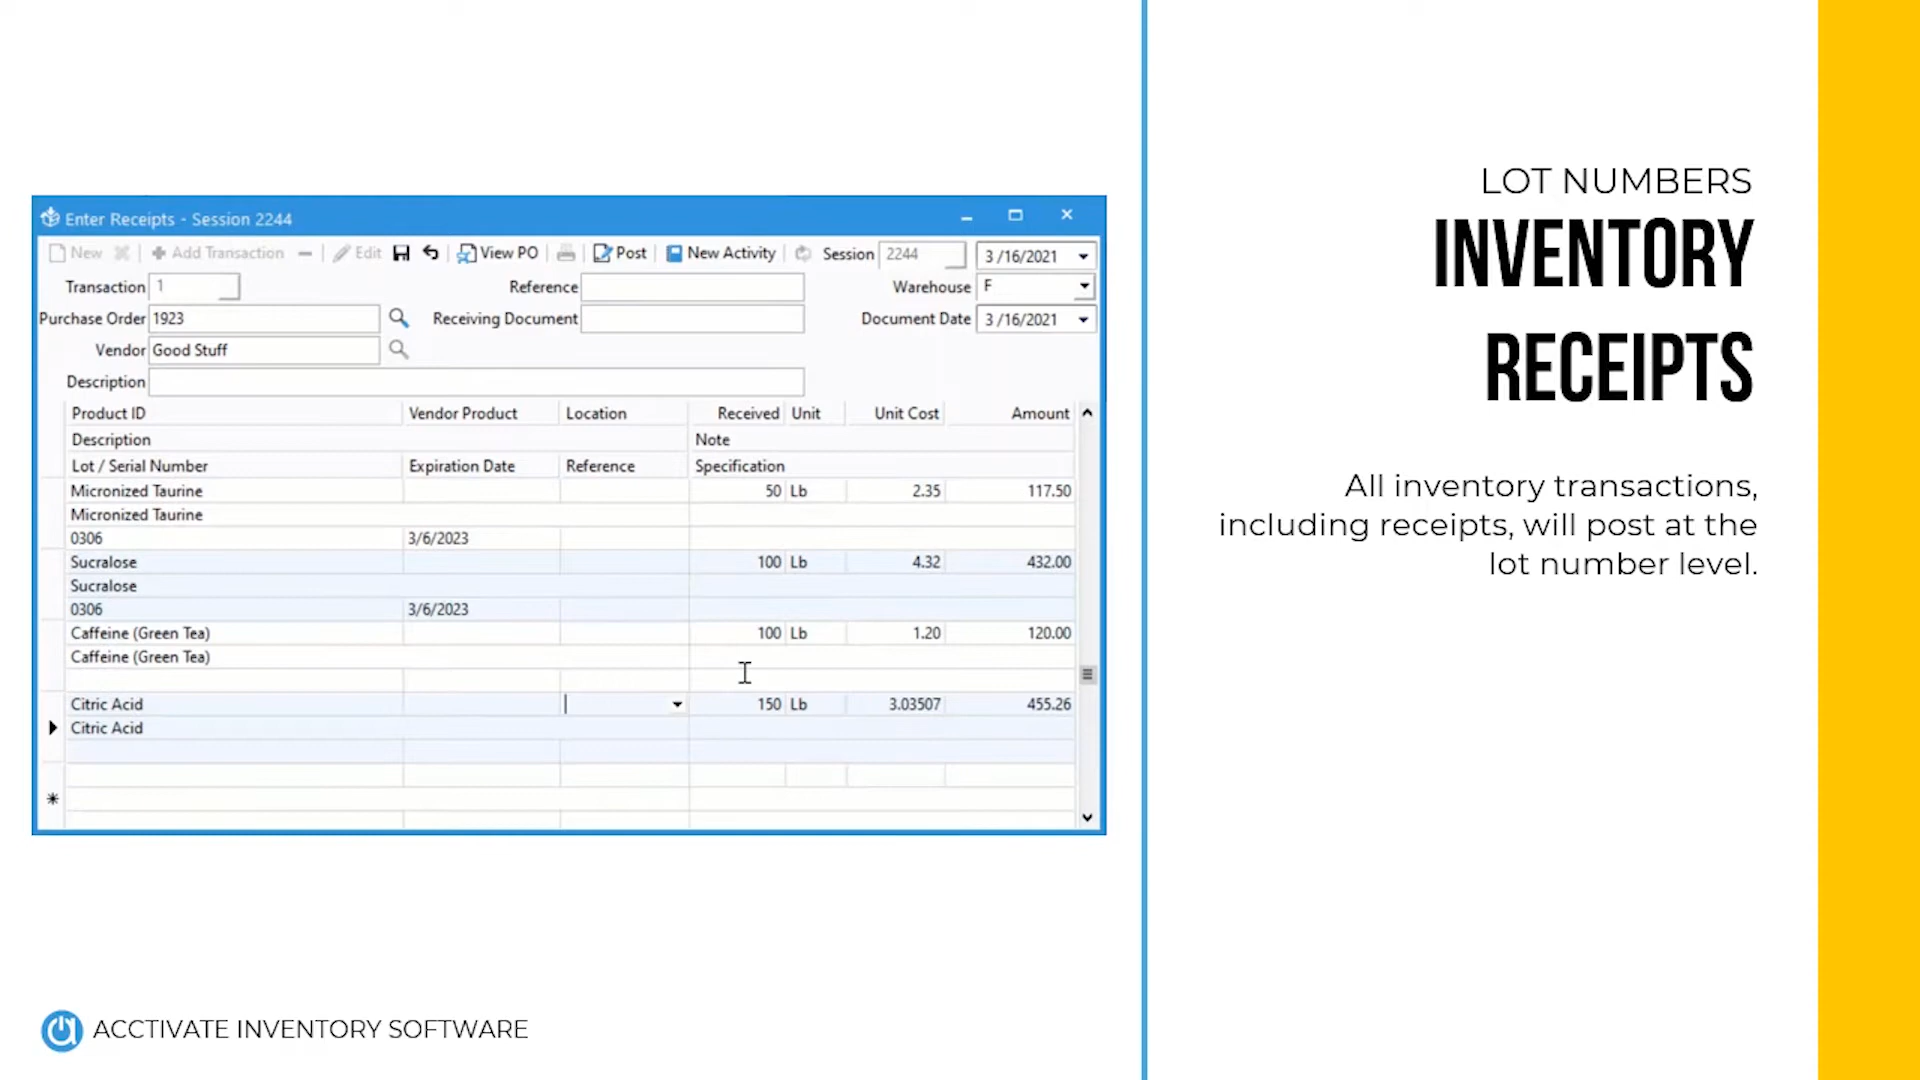 Enter Receipts - Session 2244
New Add Transaction Edit View PO Post New Activity Session 2244 3 /16/2021
Transaction 1 Reference Warehouse F
Purchase Order 1923 Receiving Document Document Date 3 /16/2021
Vendor Good Stuff
Description
Product ID Vendor Product Location Received Unit Unit Cost Amount
Description Note
Lot / Serial Number Expiration Date Reference Specification
Micronized Taurine 50 Lb 2.35 117.50
Micronized Taurine
0306 3/6/2023
Sucralose 100 Lb 4.32 432.00
Sucralose
0306 3/6/2023
Caffeine (Green Tea) 100 Lb 1.20 120.00
Caffeine (Green Tea)
Citric Acid 150 Lb 3.03507 455.26
Citric Acid
LOT NUMBERS
INVENTORY
RECEIPTS
All inventory transactions,
including receipts, will post at the
lot number level.
ACCTIVATE INVENTORY SOFTWARE